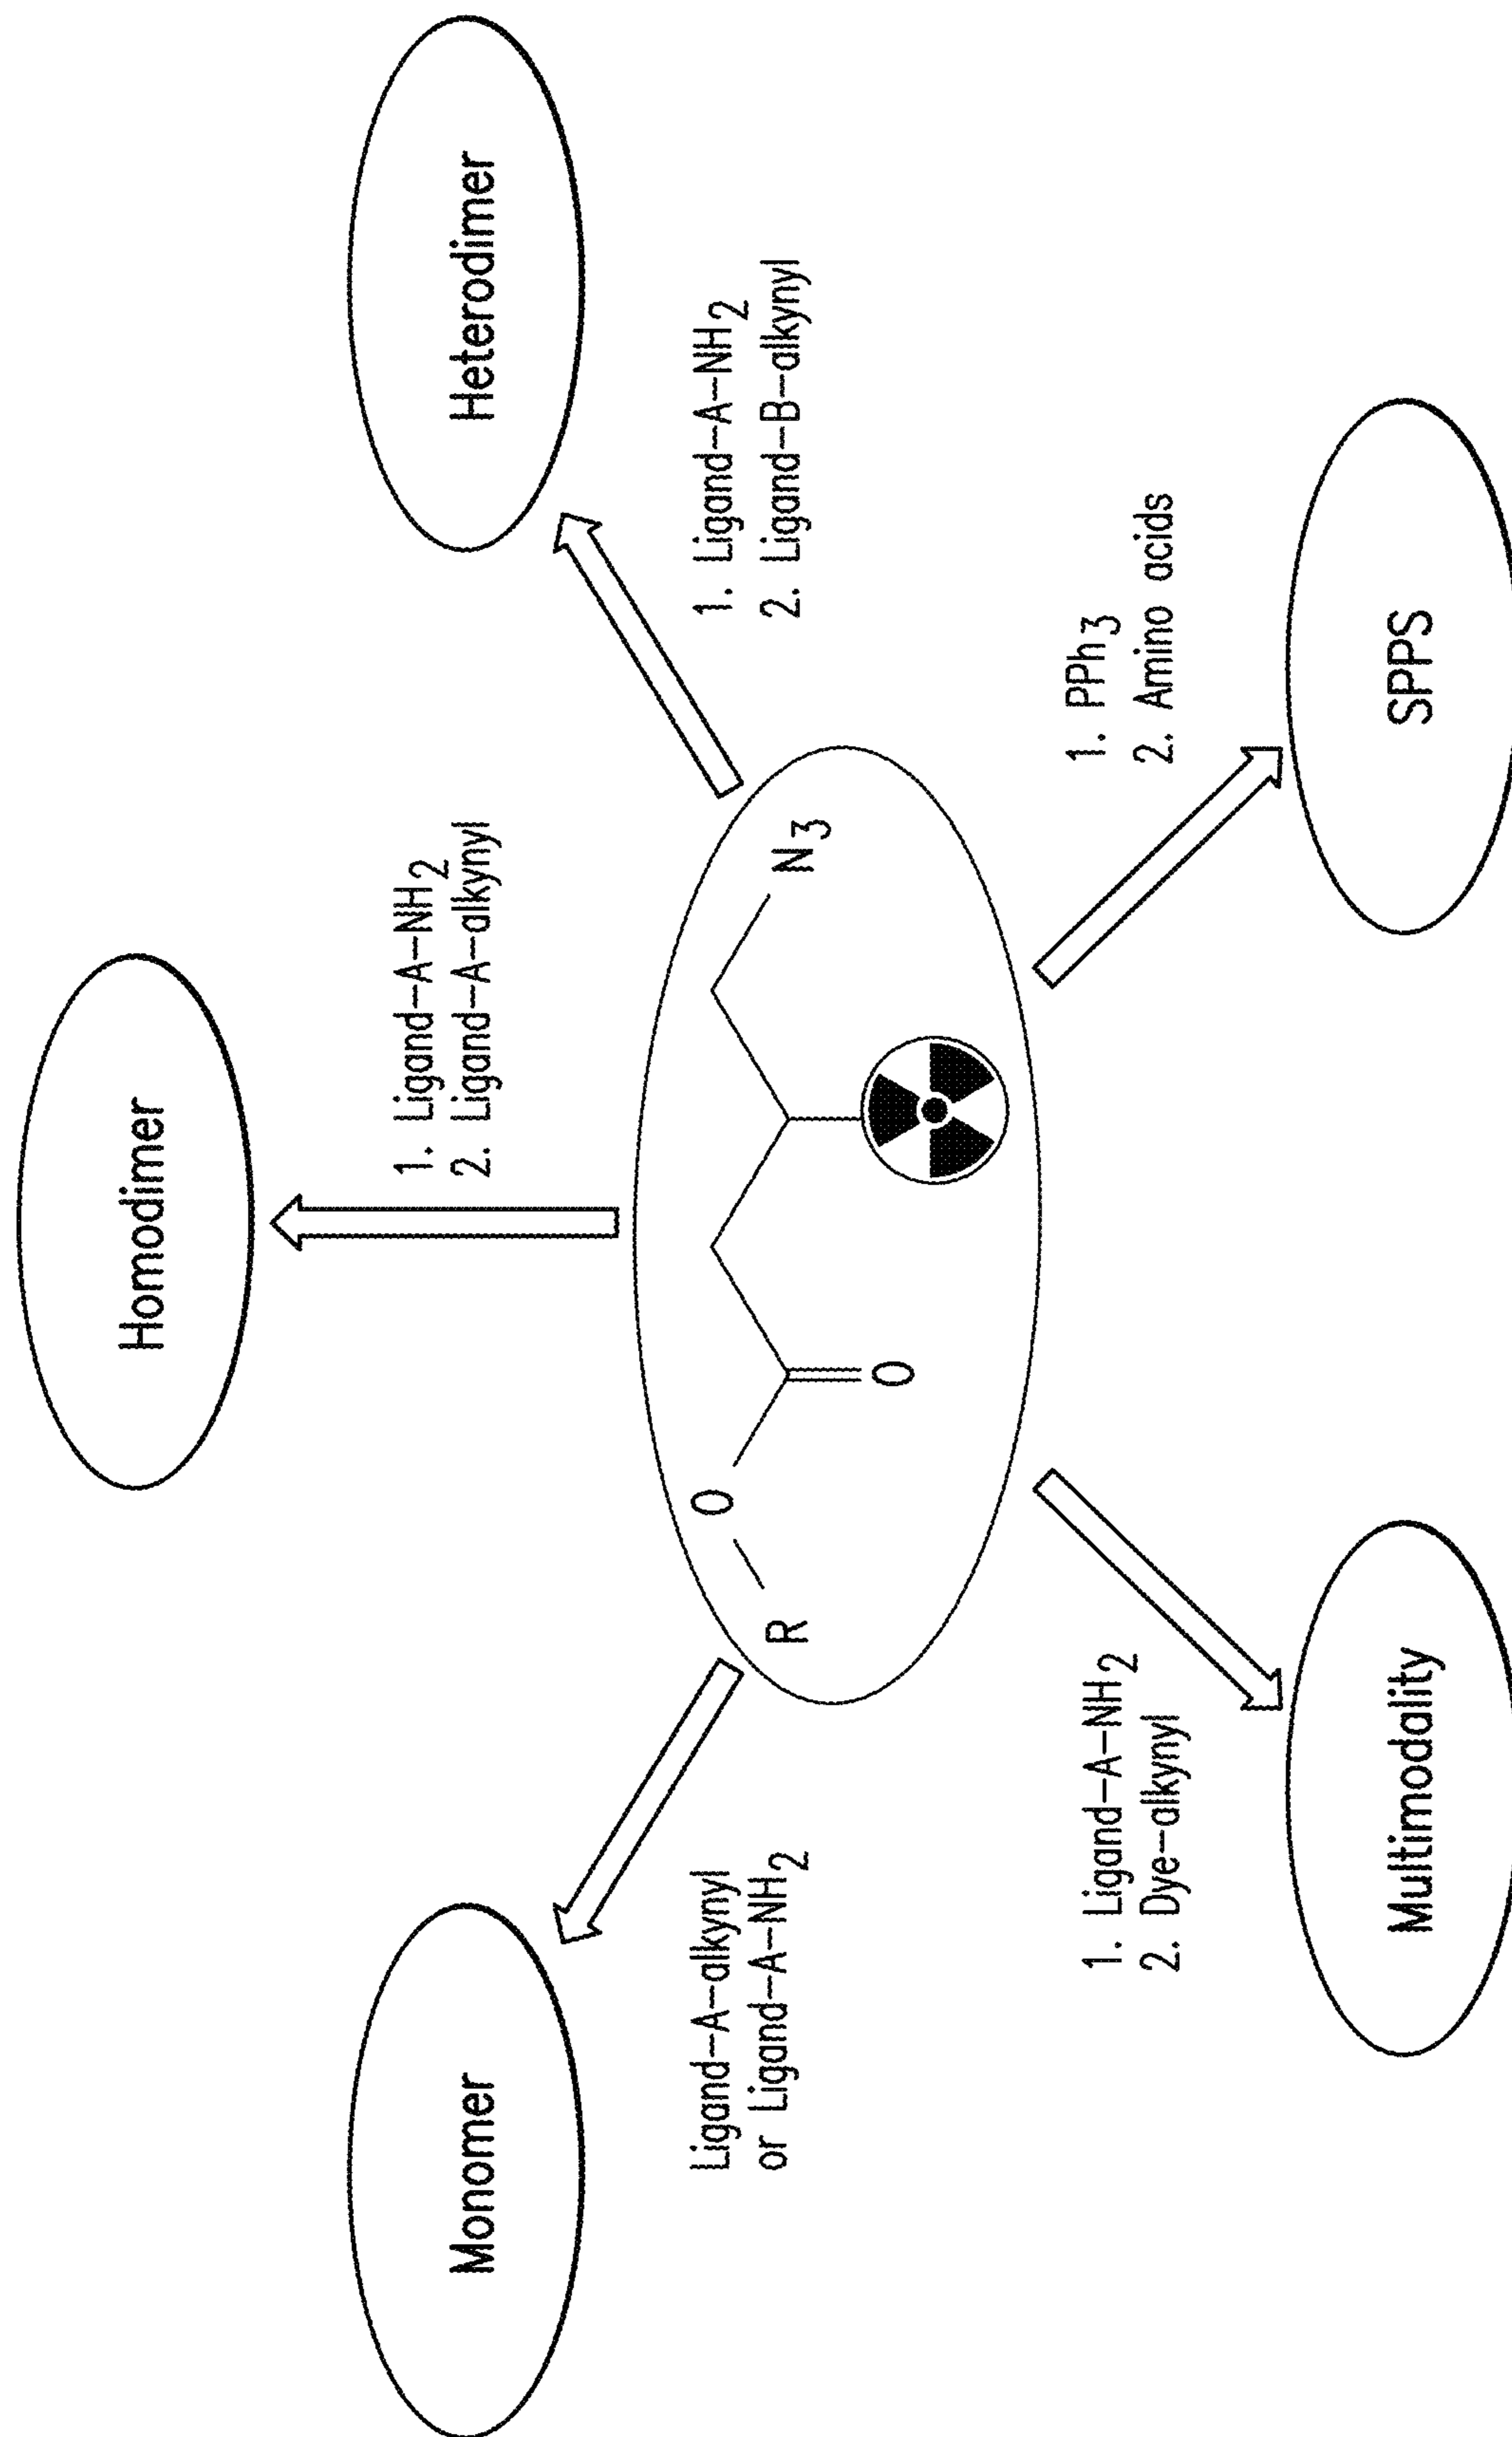 Homodimer
1. Ligand–A–NH2
2. Ligand–A–alkynyl
Monomer
Ligand–A–alkynyl
or Ligand–A–NH2
Heterodimer
1. Ligand–A–NH2
2. Ligand–B–alkynyl
R
O
O
N3
Multimodality
1. Ligand–A–NH2
2. Dye–alkynyl
SPPS
1. PPh3
2. Amino acids